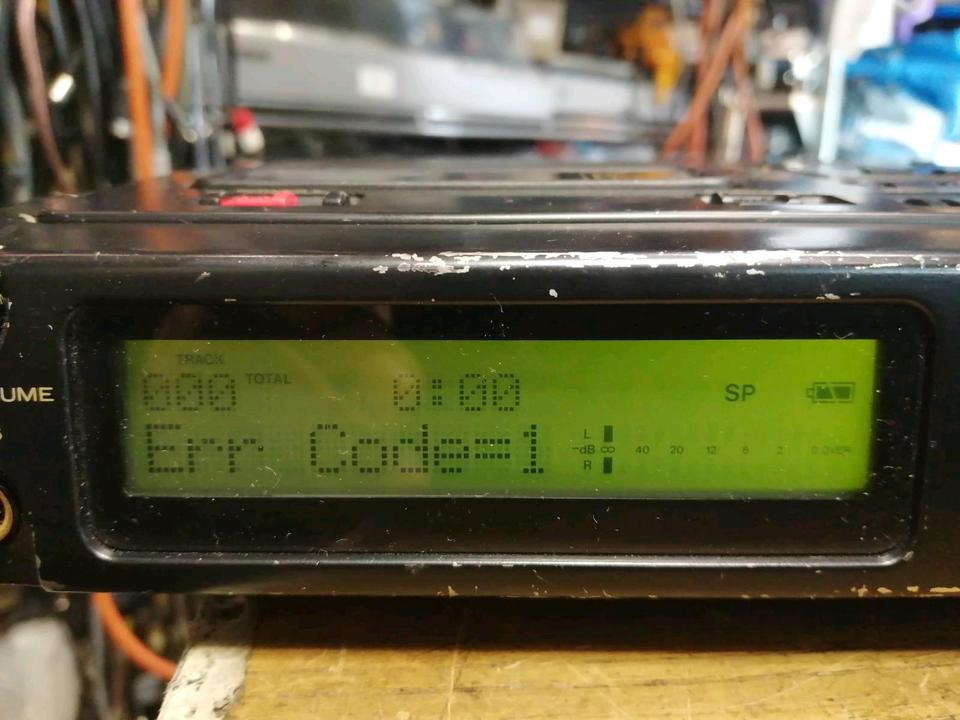 TRACK
000 TOTAL 0:00 SP
Err Code=1
L
-dB ∞ 40 20 12 6 2 0 OVER
R
UME